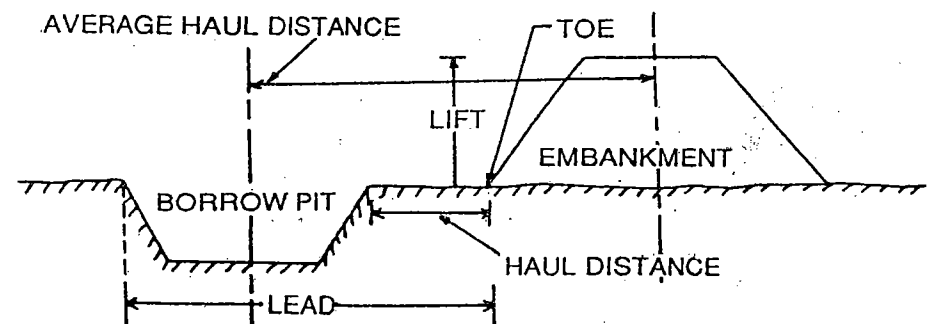 AVERAGE HAUL DISTANCE
TOE
LIFT
EMBANKMENT
BORROW PIT
HAUL DISTANCE
LEAD